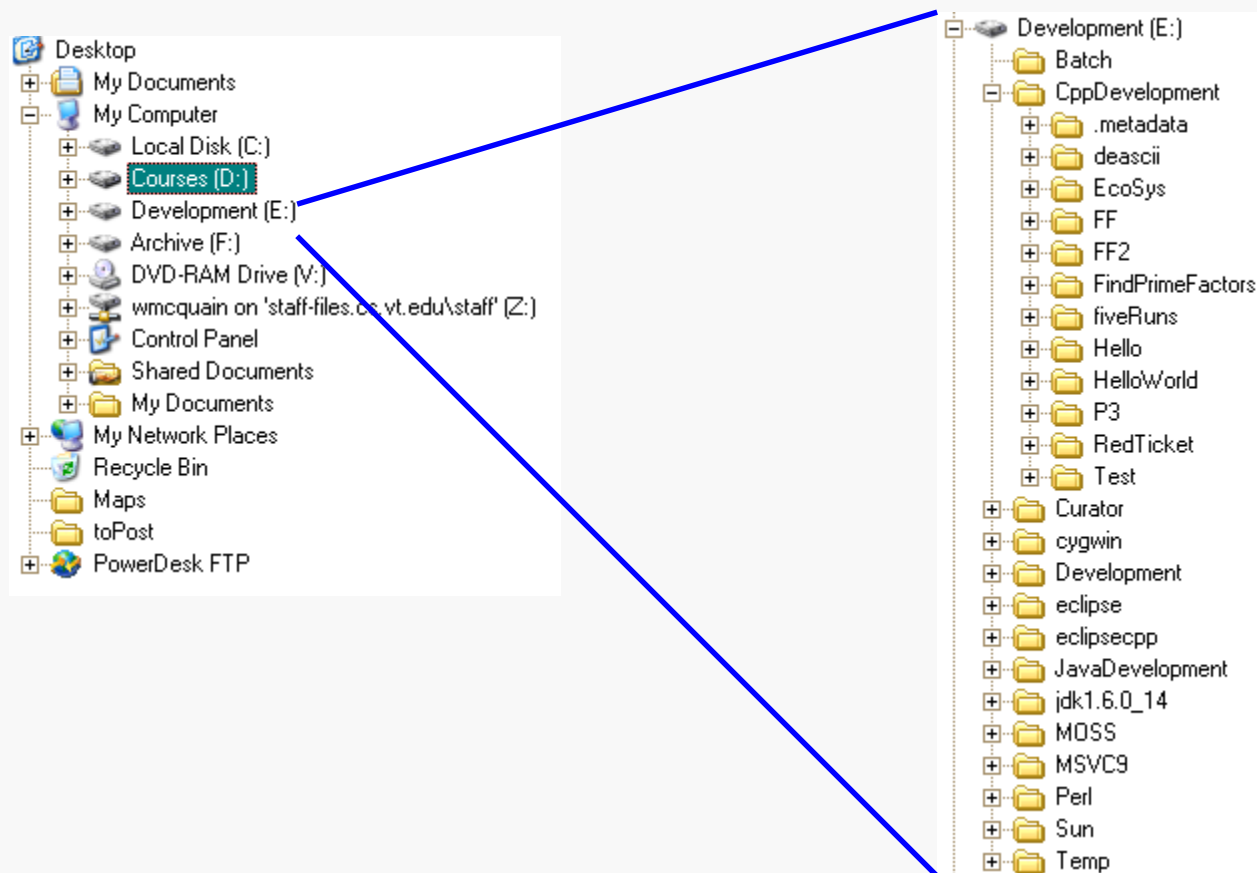 Desktop
My Documents
My Computer
Local Disk (C:)
Courses (D:)
Development (E:)
Archive (F:)
DVD-RAM Drive (V:)
wmcquain on 'staff-files.cs.vt.edu\staff' (Z:)
Control Panel
Shared Documents
My Documents
My Network Places
Recycle Bin
Maps
toPost
PowerDesk FTP
Development (E:)
Batch
CppDevelopment
.metadata
deascii
EcoSys
FF
FF2
FindPrimeFactors
fiveRuns
Hello
HelloWorld
P3
RedTicket
Test
Curator
cygwin
Development
eclipse
eclipsecpp
JavaDevelopment
jdk1.6.0_14
MOSS
MSVC9
Perl
Sun
Temp